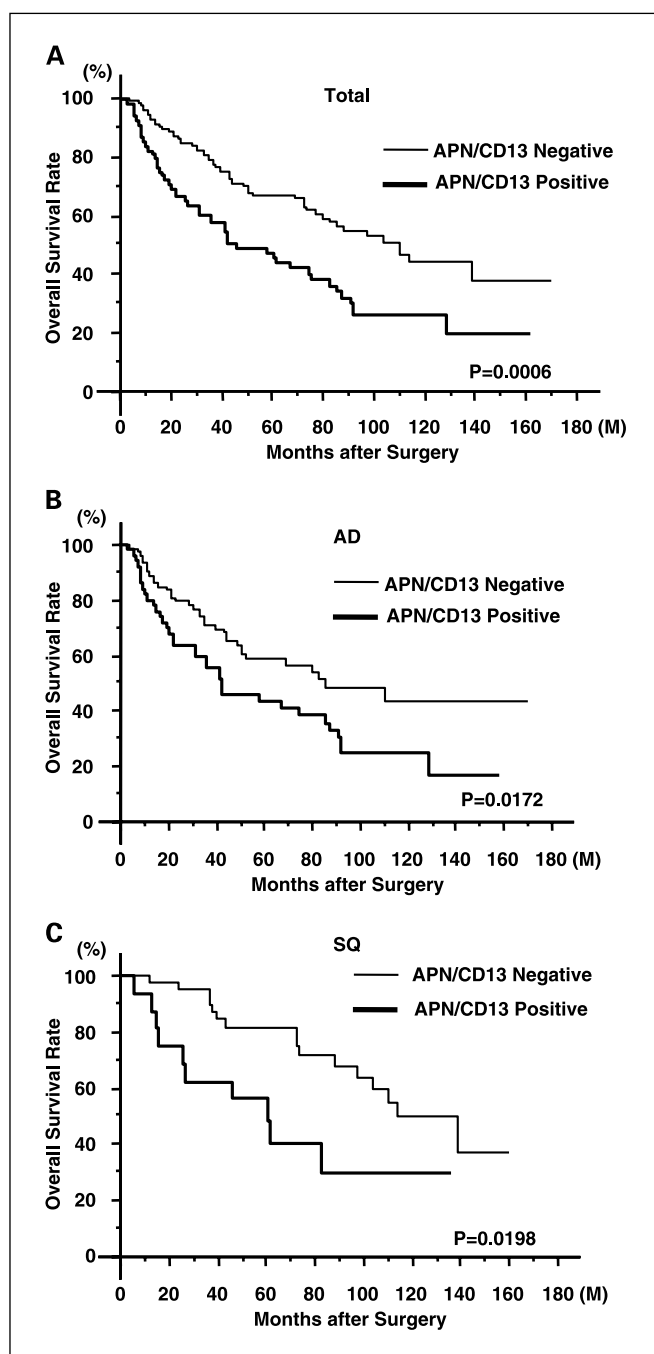 A
(%)
Total
APN/CD13 Negative
APN/CD13 Positive
Overall Survival Rate
100
80
60
40
20
0
P=0.0006
0 20 40 60 80 100 120 140 160 180 (M)
Months after Surgery
B
(%)
AD
APN/CD13 Negative
APN/CD13 Positive
Overall Survival Rate
100
80
60
40
20
0
P=0.0172
0 20 40 60 80 100 120 140 160 180 (M)
Months after Surgery
C
(%)
SQ
APN/CD13 Negative
APN/CD13 Positive
Overall Survival Rate
100
80
60
40
20
0
P=0.0198
0 20 40 60 80 100 120 140 160 180 (M)
Months after Surgery